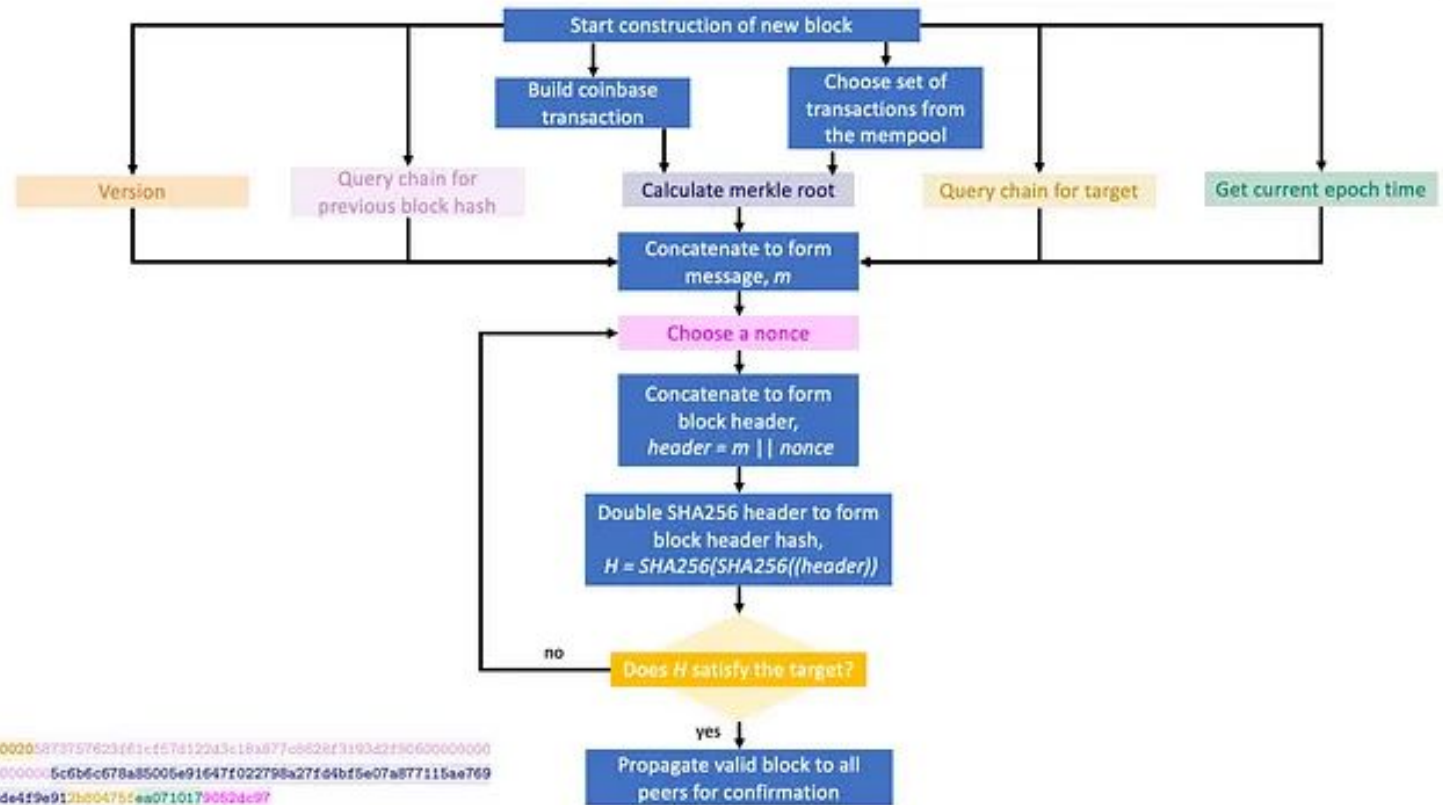 Start construction of new block
Build coinbase
transaction
Choose set of
transactions from
the mempool
Version
Query chain for
previous block hash
Calculate merkle root
Query chain for target
Get current epoch time
Concatenate to form
message, m
Choose a nonce
Concatenate to form
block header,
header = m || nonce
Double SHA256 header to form
block header hash,
H = SHA256(SHA256((header))
no
Does H satisfy the target?
yes
Propagate valid block to all
peers for confirmation